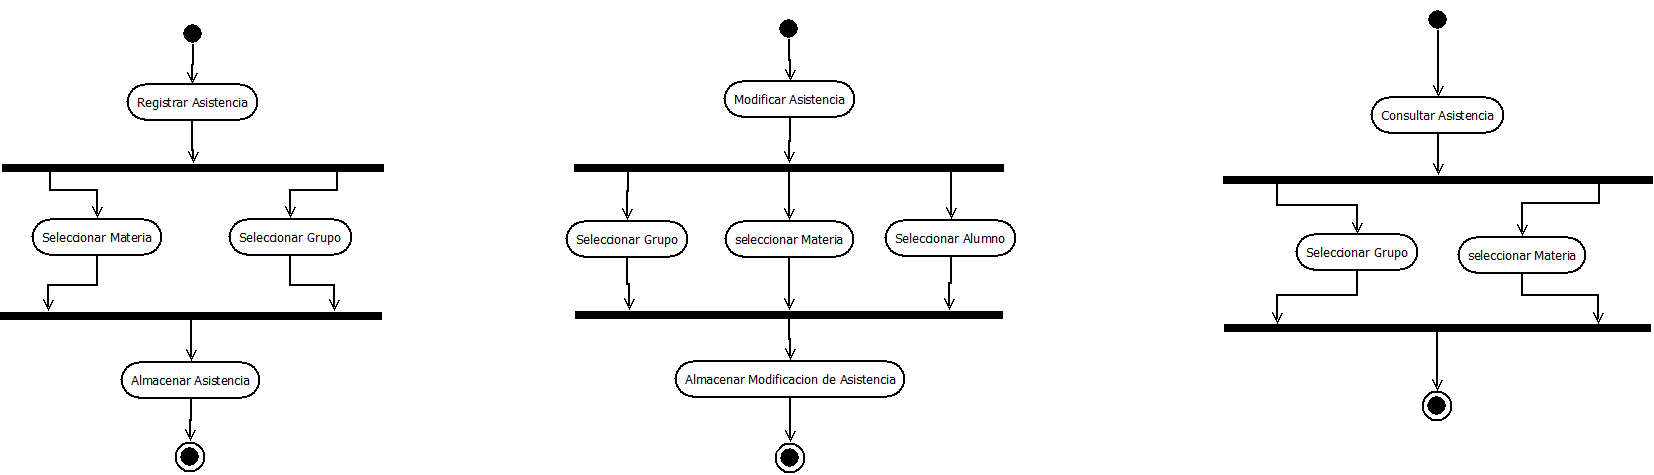 Registrar Asistencia
Seleccionar Materia
Seleccionar Grupo
Almacenar Asistencia
Modificar Asistencia
Seleccionar Grupo
seleccionar Materia
Seleccionar Alumno
Almacenar Modificacion de Asistencia
Consultar Asistencia
Seleccionar Grupo
seleccionar Materia